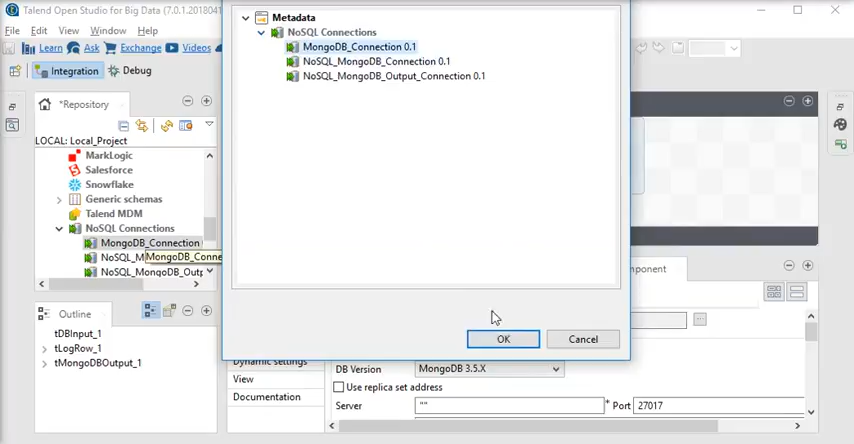 Talend Open Studio for Big Data (7.0.1.2018041
File Edit View Window Help
Learn Ask Exchange Videos
Integration Debug
*Repository
LOCAL: Local_Project
MarkLogic
Salesforce
Snowflake
Generic schemas
Talend MDM
NoSQL Connections
MongoDB_Connection
NoSQL_M
MongoDB_Conne
NoSQL_MongoDB_Outp
Outline
tDBInput_1
tLogRow_1
tMongoDBOutput_1
Metadata
NoSQL Connections
MongoDB_Connection 0.1
NoSQL_MongoDB_Connection 0.1
NoSQL_MongoDB_Output_Connection 0.1
OK Cancel
omponent
Dynamic settings
View
Documentation
DB Version MongoDB 3.5.X
Use replica set address
Server "" * Port 27017